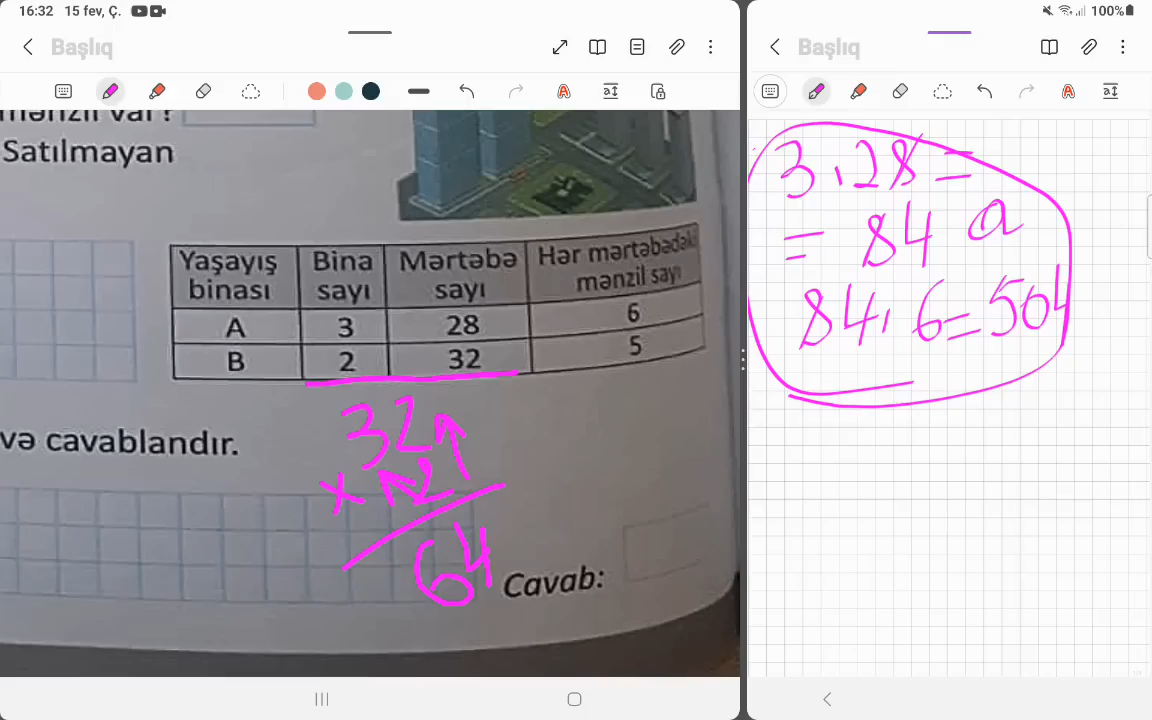 16:32 15 fev, Ç.
Başlıq
mənzil var?
Satılmayan
Yaşayış binası Bina sayı Mərtəbə sayı Hər mərtəbədəki mənzil sayı
A 3 28 6
B 2 32 5
və cavablandır.
32
× 2
64
Cavab:
100%
Başlıq
3 . 28 =
= 84 a
84 . 6 = 504